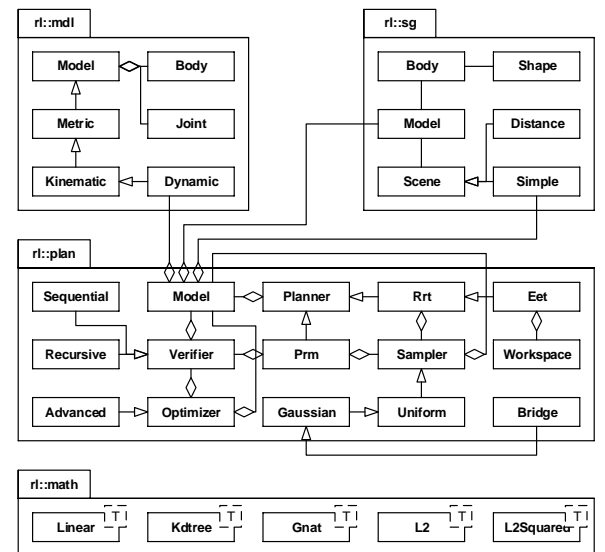 rl::mdl
rl::sg
Model
Body
Body
Shape
Metric
Joint
Model
Distance
Kinematic
Dynamic
Scene
Simple
rl::plan
Sequential
Model
Planner
Rrt
Eet
Recursive
Verifier
Prm
Sampler
Workspace
Advanced
Optimizer
Gaussian
Uniform
Bridge
rl::math
T
T
T
T
T
Linear
Kdtree
Gnat
L2
L2Squared